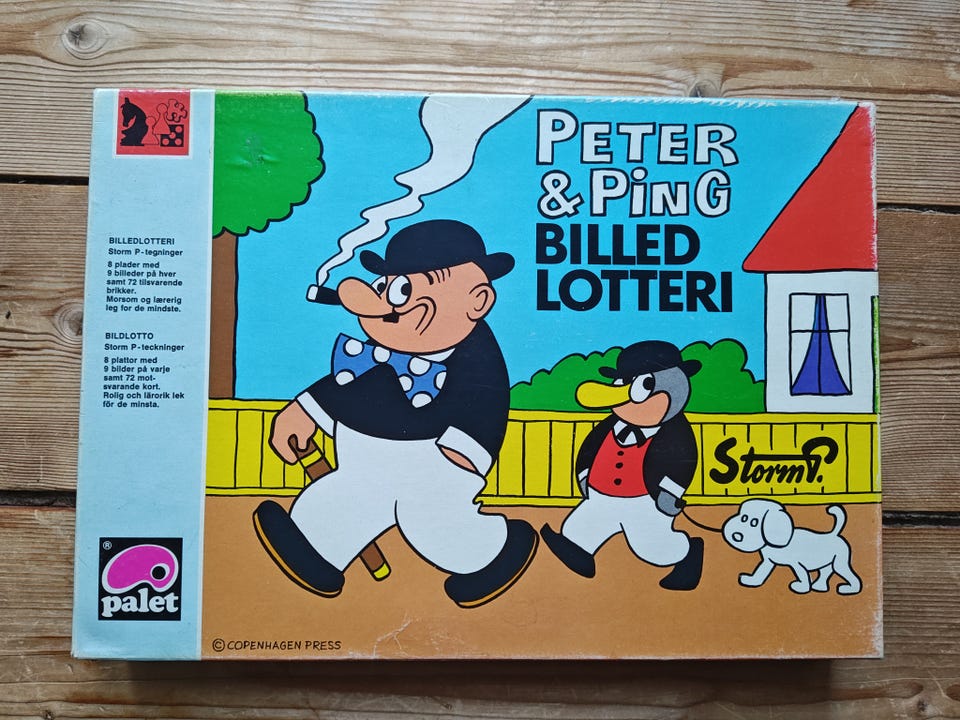 PETER
& PiNG
BILLED
LOTTERI
BILLEDLOTTERI
Storm P-tegninger
8 plader med
9 billeder på hver
samt 72 tilsvarende
brikker.
Morsom og lærerig
leg for de mindste.
BILDLOTTO
Storm P-teckninger
8 plattor med
9 bilder på varje
samt 72 mot-
svarande kort.
Rolig och lärorik lek
för de minsta.
Storm P.
®
palet
© COPENHAGEN PRESS